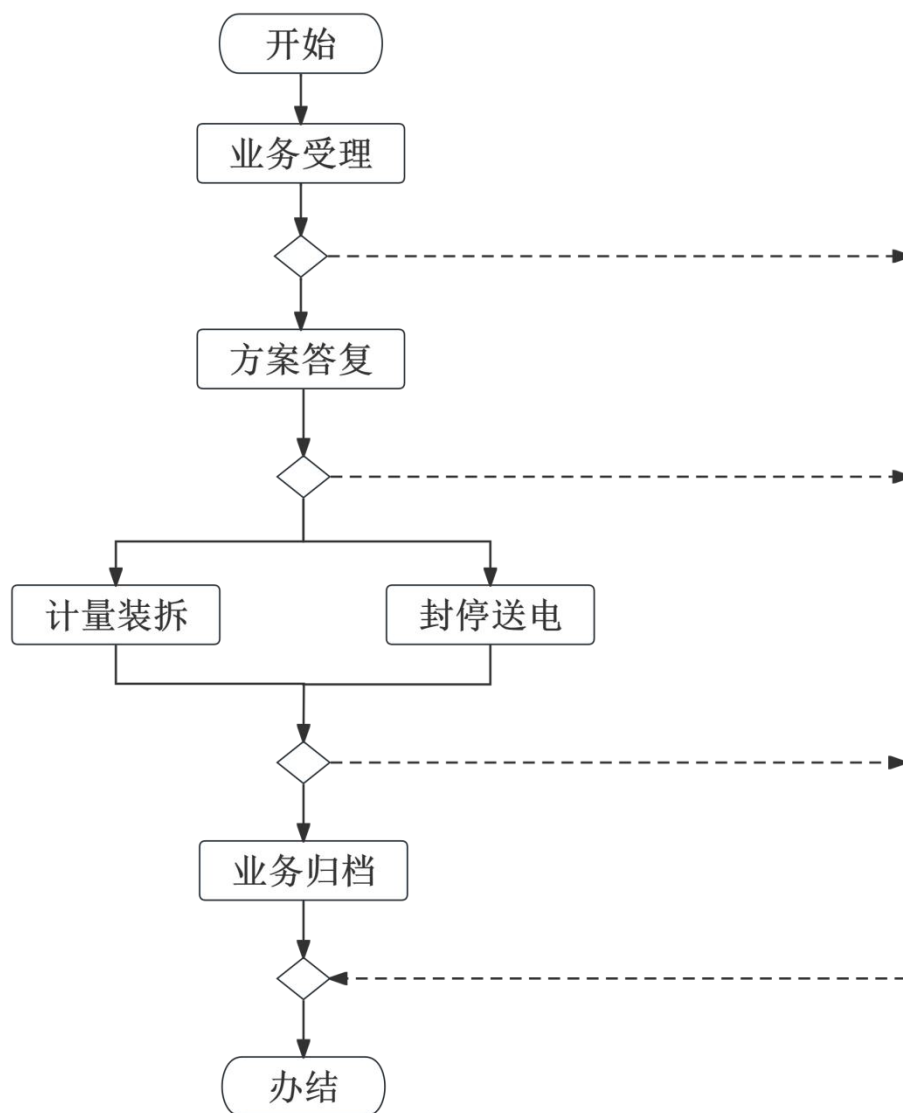 开始
业务受理
方案答复
计量装拆
封停送电
业务归档
办结